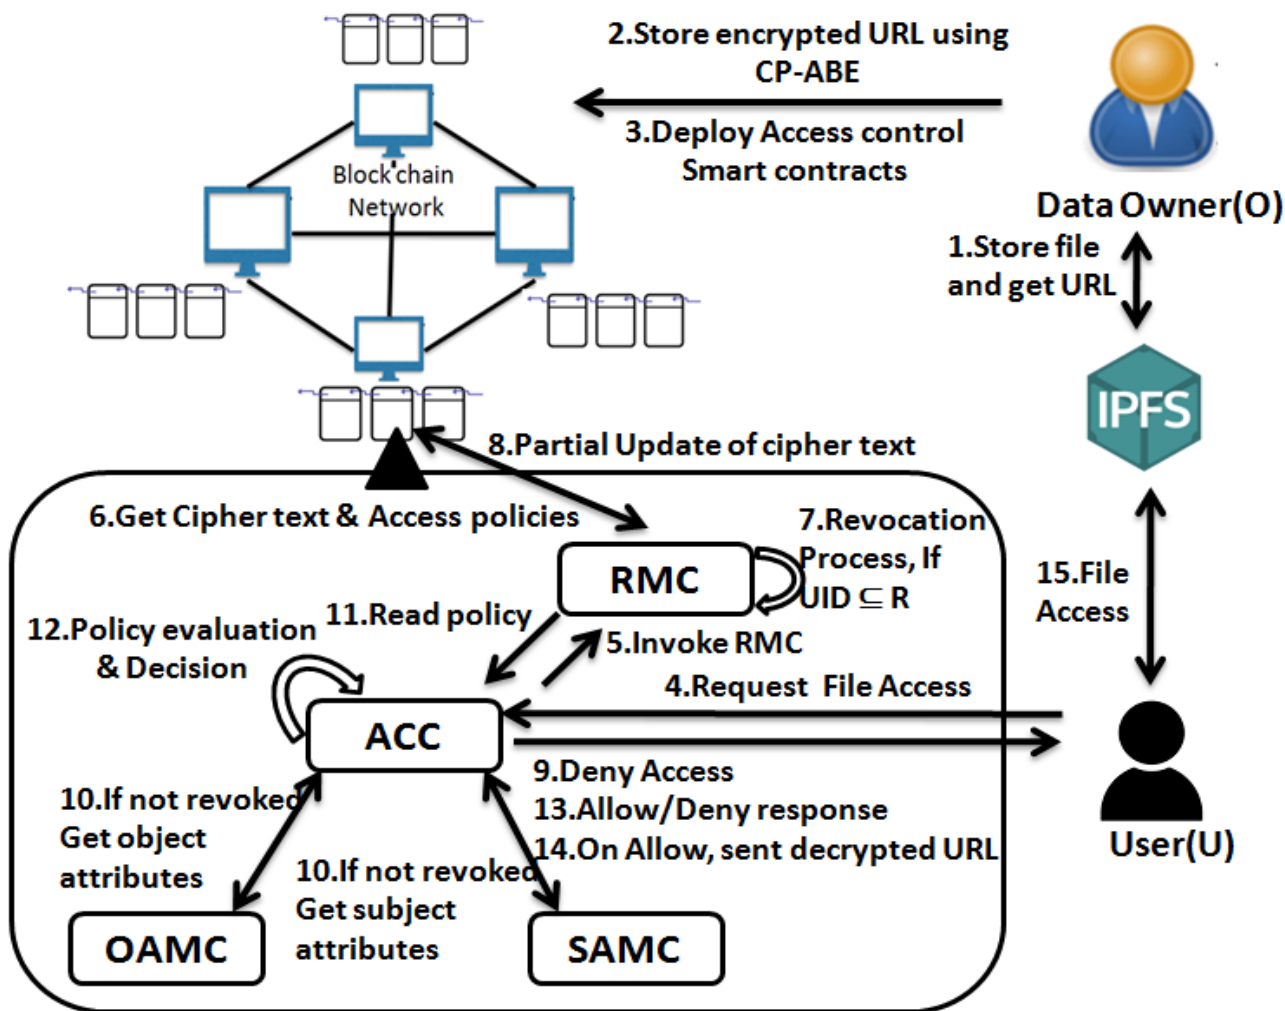 2.Store encrypted URL using
CP-ABE
3.Deploy Access control
Smart contracts
Block chain
Network
Data Owner(O)
1.Store file
and get URL
IPFS
8.Partial Update of cipher text
6.Get Cipher text & Access policies
7.Revocation
Process, If
UID ⊆ R
RMC
15.File
Access
11.Read policy
12.Policy evaluation
& Decision
5.Invoke RMC
4.Request File Access
ACC
9.Deny Access
13.Allow/Deny response
14.On Allow, sent decrypted URL
User(U)
10.If not revoked
Get object
attributes
10.If not revoked
Get subject
attributes
OAMC
SAMC